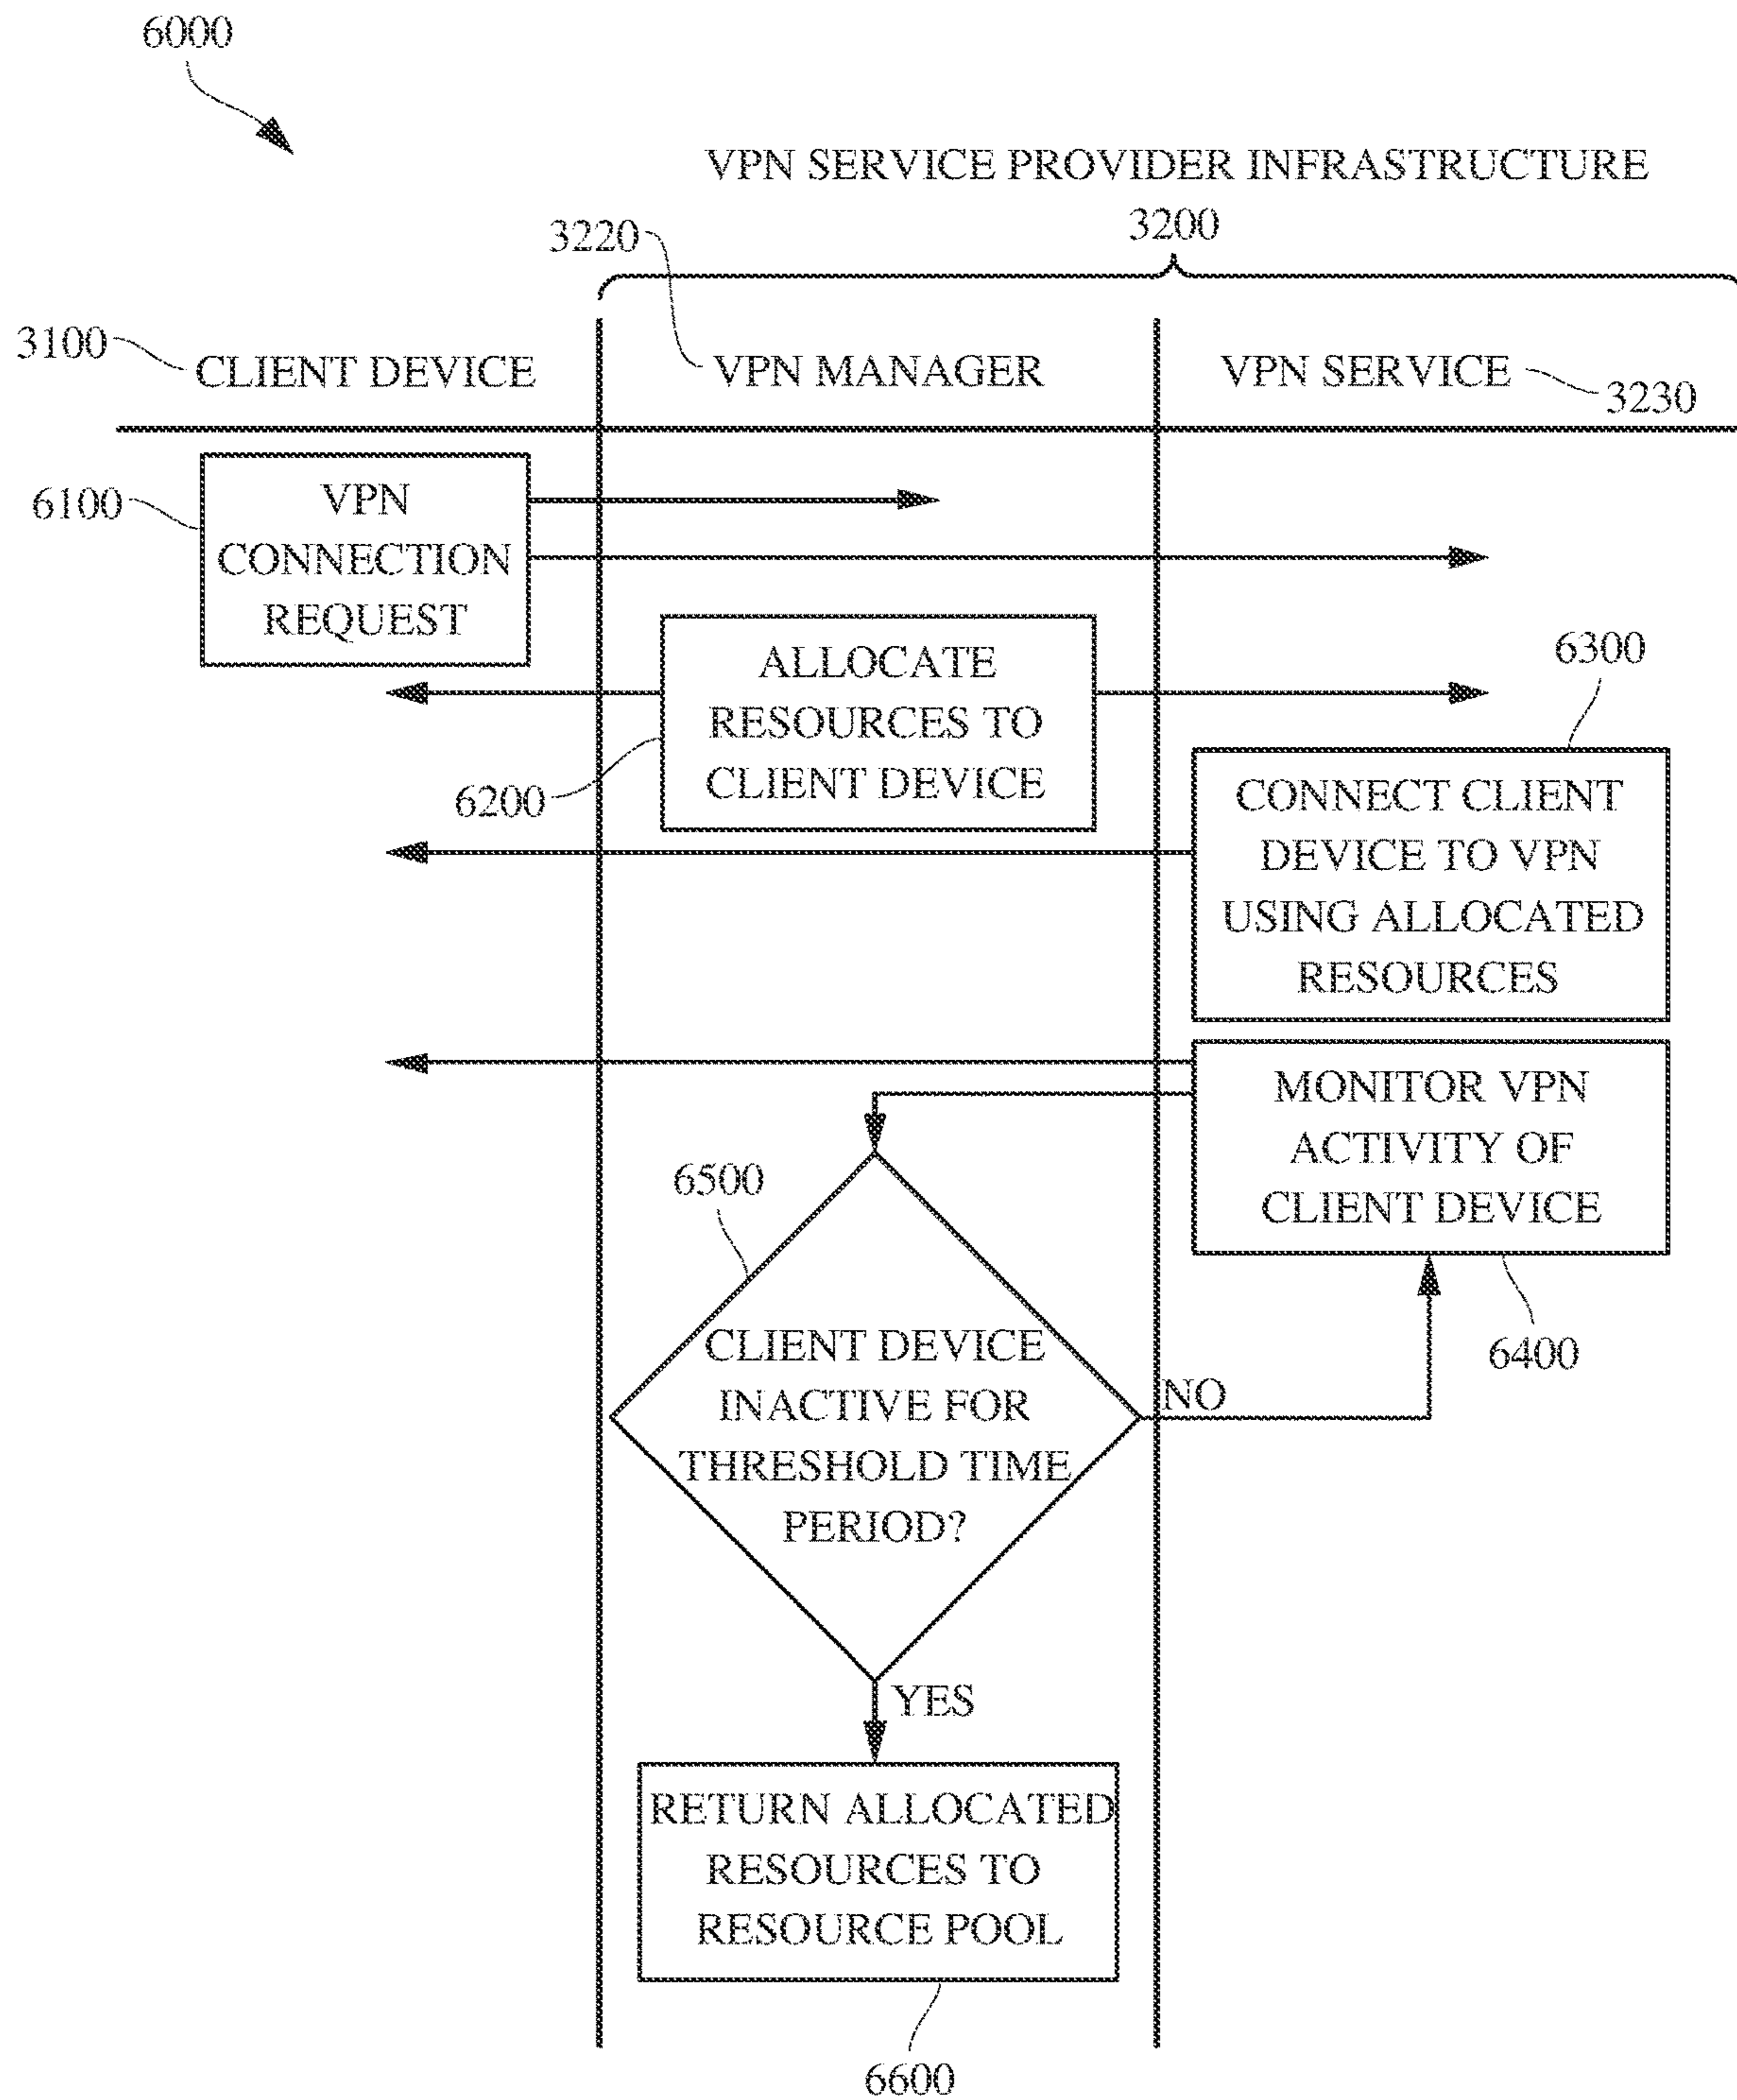 6000
VPN SERVICE PROVIDER INFRASTRUCTURE
3200
3220
3100
CLIENT DEVICE
VPN MANAGER
VPN SERVICE
3230
6100
VPN
CONNECTION
REQUEST
ALLOCATE
RESOURCES TO
CLIENT DEVICE
6200
6300
CONNECT CLIENT
DEVICE TO VPN
USING ALLOCATED
RESOURCES
MONITOR VPN
ACTIVITY OF
CLIENT DEVICE
6400
6500
CLIENT DEVICE
INACTIVE FOR
THRESHOLD TIME
PERIOD?
NO
YES
RETURN ALLOCATED
RESOURCES TO
RESOURCE POOL
6600